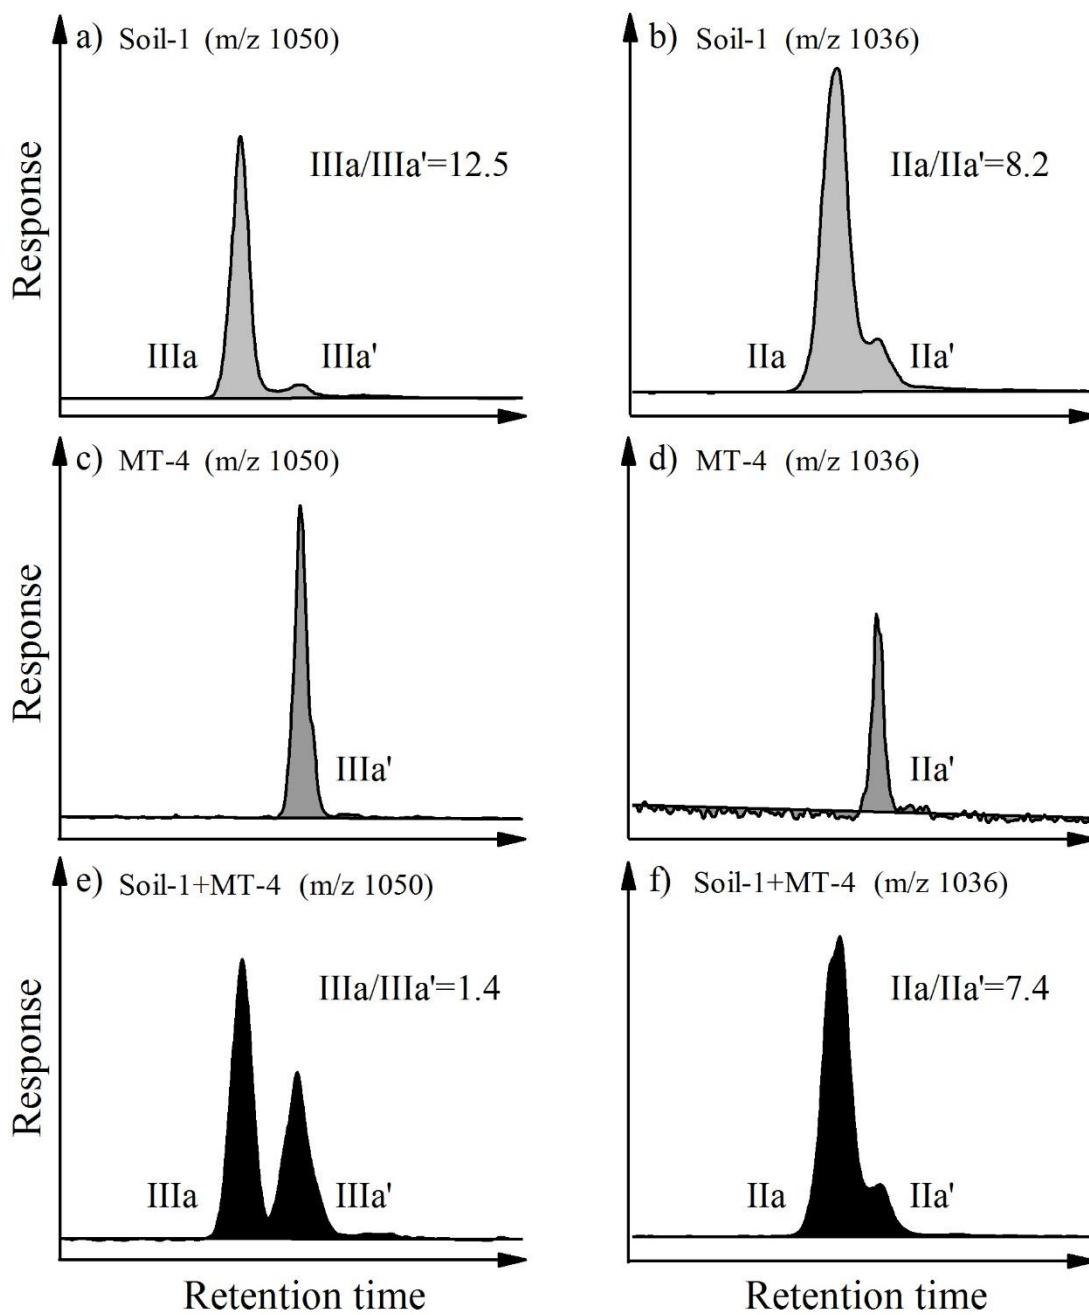 a) Soil-1 (m/z 1050)
Response
IIIa/IIIa'=12.5
IIIa
IIIa'
b) Soil-1 (m/z 1036)
IIa/IIa'=8.2
IIa
IIa'
c) MT-4 (m/z 1050)
Response
IIIa'
d) MT-4 (m/z 1036)
IIa'
e) Soil-1+MT-4 (m/z 1050)
Response
IIIa/IIIa'=1.4
IIIa
IIIa'
Retention time
f) Soil-1+MT-4 (m/z 1036)
IIa/IIa'=7.4
IIa
IIa'
Retention time